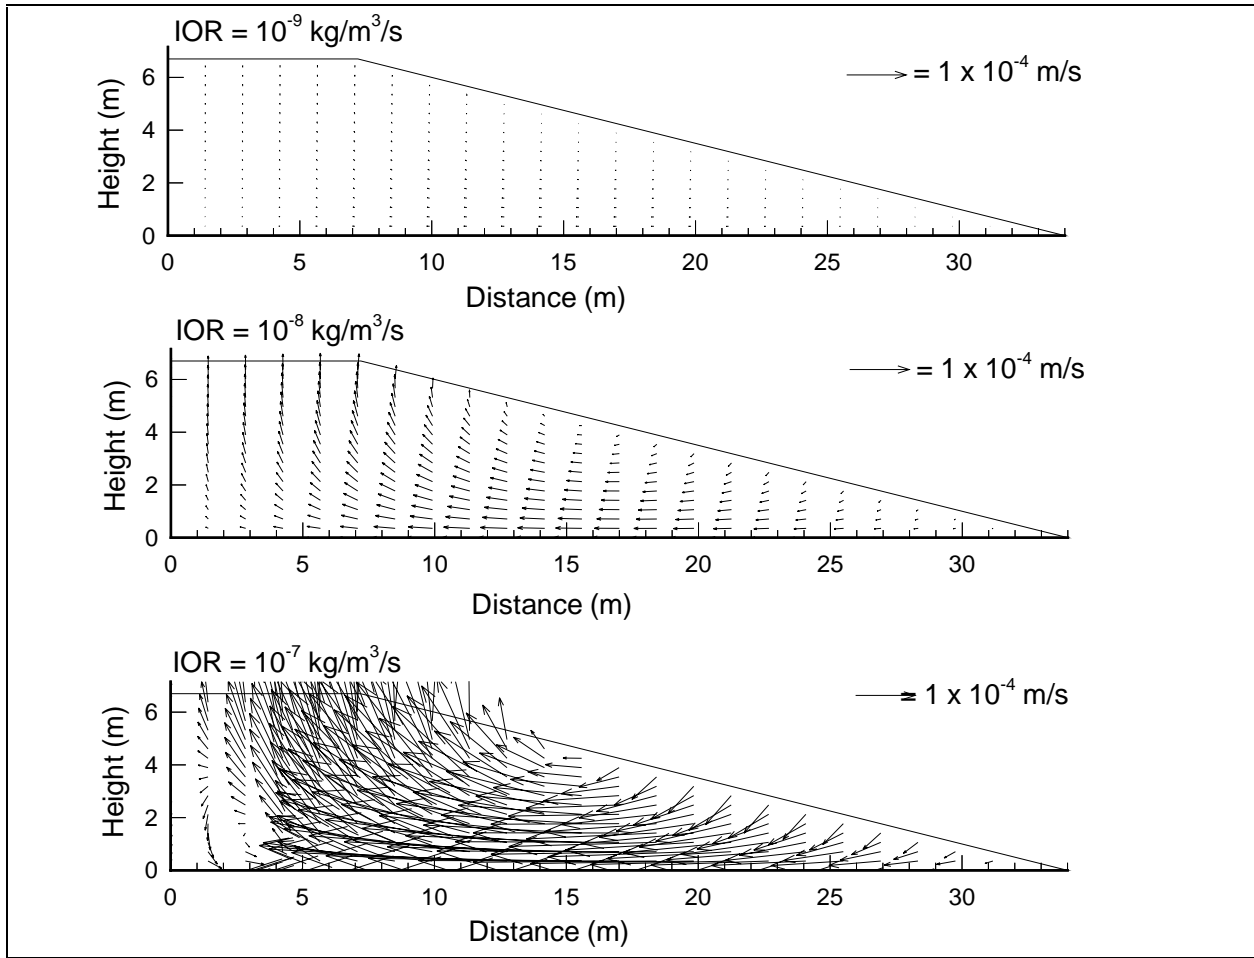 IOR = 10⁻⁹ kg/m³/s
= 1 x 10⁻⁴ m/s
Height (m)
6
4
2
0
0 5 10 15 20 25 30
Distance (m)
IOR = 10⁻⁸ kg/m³/s
= 1 x 10⁻⁴ m/s
Height (m)
6
4
2
0
0 5 10 15 20 25 30
Distance (m)
IOR = 10⁻⁷ kg/m³/s
= 1 x 10⁻⁴ m/s
Height (m)
6
4
2
0
0 5 10 15 20 25 30
Distance (m)